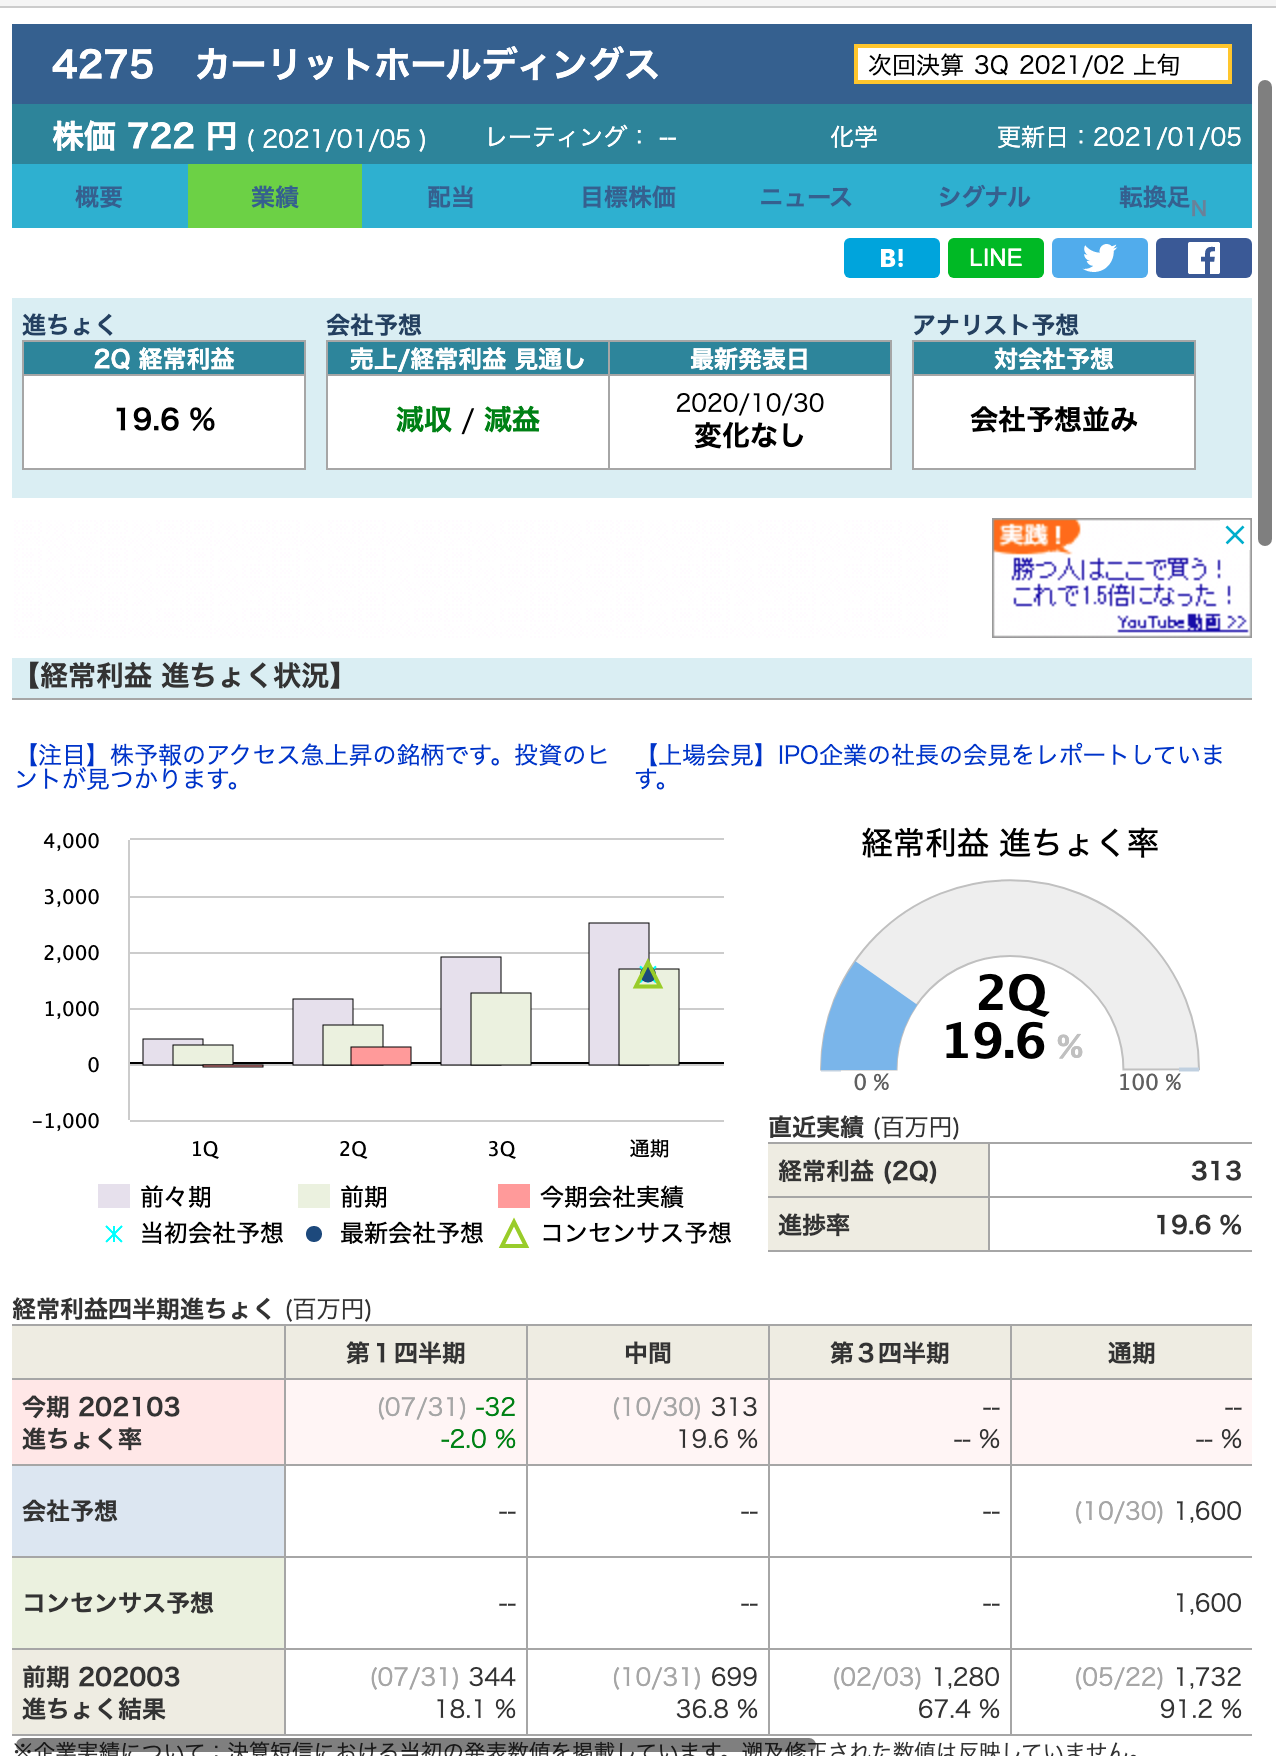 4275　カーリットホールディングス
次回決算 3Q 2021/02 上旬
株価 722 円 ( 2021/01/05 )　レーティング： --　化学　更新日：2021/01/05
概要　業績　配当　目標株価　ニュース　シグナル　転換足N
B!　LINE
進ちょく　会社予想　アナリスト予想
2Q 経常利益　売上/経常利益 見通し　最新発表日　対会社予想
19.6 %　減収 / 減益　2020/10/30　会社予想並み
変化なし
実践！
勝つ人はここで買う！
これで1.5倍になった！
YouTube動画 >>
【経常利益 進ちょく状況】
【注目】株予報のアクセス急上昇の銘柄です。投資のヒ
ントが見つかります。
【上場会見】IPO企業の社長の会見をレポートしていま
す。
4,000
3,000
2,000
1,000
0
-1,000
1Q　2Q　3Q　通期
前々期　前期　今期会社実績
当初会社予想　最新会社予想　コンセンサス予想
経常利益 進ちょく率
2Q
19.6 %
0 %　100 %
直近実績 (百万円)
経常利益 (2Q)　313
進捗率　19.6 %
経常利益四半期進ちょく (百万円)
第１四半期　中間　第３四半期　通期
今期 202103　(07/31) -32　(10/30) 313　--　--
進ちょく率　-2.0 %　19.6 %　-- %　-- %
会社予想　--　--　--　(10/30) 1,600
コンセンサス予想　--　--　--　1,600
前期 202003　(07/31) 344　(10/31) 699　(02/03) 1,280　(05/22) 1,732
進ちょく結果　18.1 %　36.8 %　67.4 %　91.2 %
※企業実績について：決算短信における当初の発表数値を掲載しています。遡及修正された数値は反映していません。